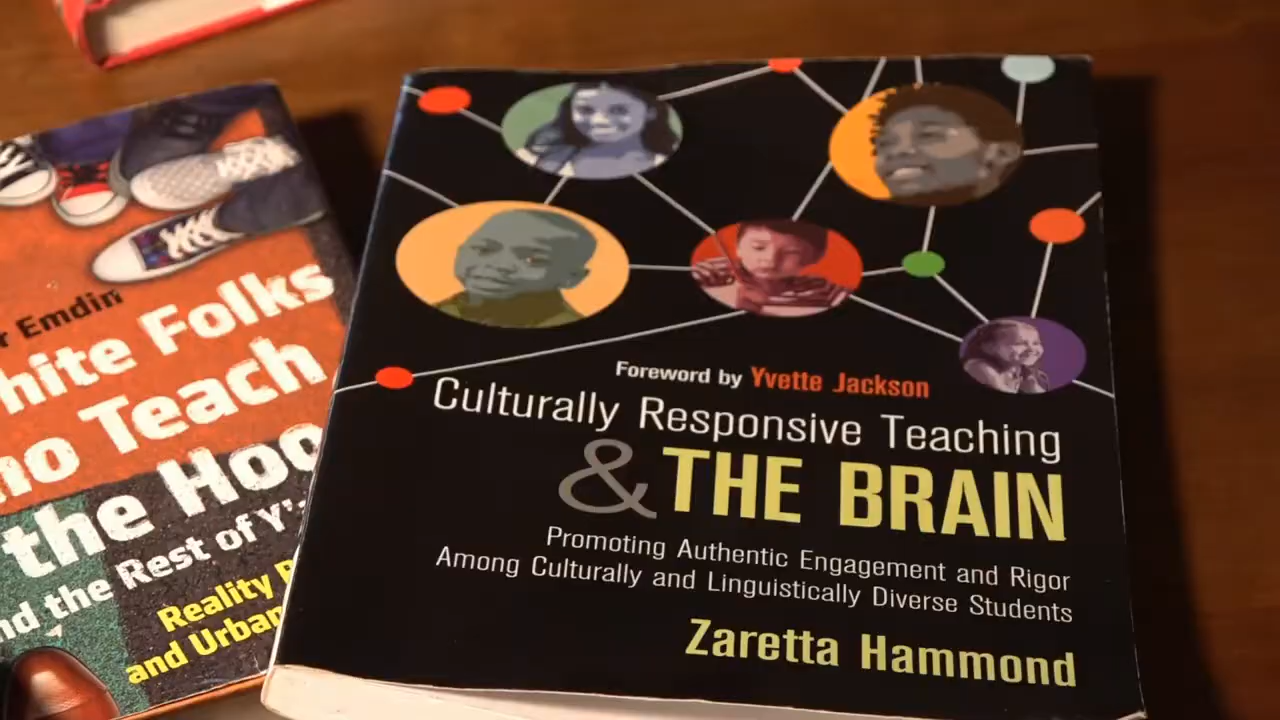 r Emdin
hite Folks
ho Teach
the Hoo
nd the Rest of Y'
Reality
and Urban
Foreword by Yvette Jackson
Culturally Responsive Teaching
& THE BRAIN
Promoting Authentic Engagement and Rigor
Among Culturally and Linguistically Diverse Students
Zaretta Hammond